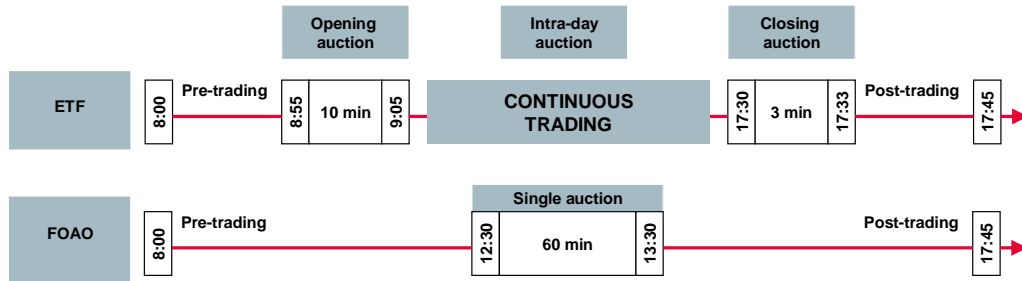 Opening
auction
Intra-day
auction
Closing
auction
ETF
8:00
Pre-trading
8:55
10 min
9:05
CONTINUOUS
TRADING
17:30
3 min
17:33
Post-trading
17:45
FOAO
8:00
Pre-trading
Single auction
12:30
60 min
13:30
Post-trading
17:45